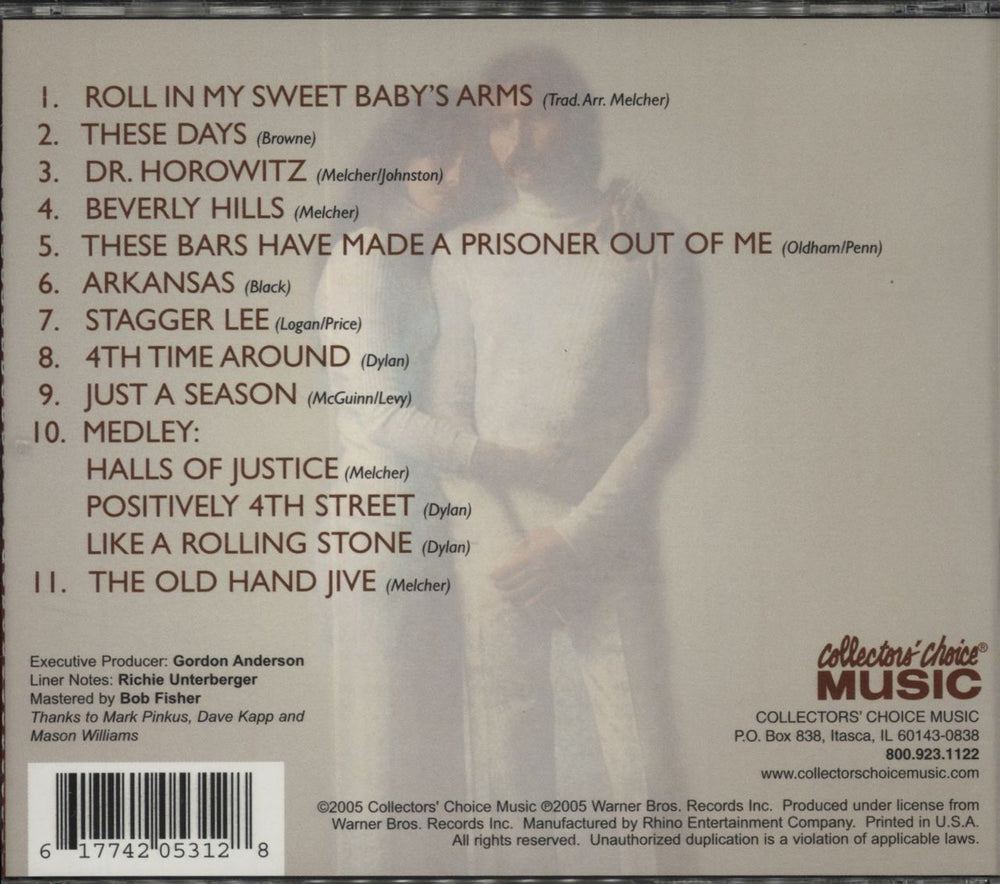 1. ROLL IN MY SWEET BABY'S ARMS (Trad. Arr. Melcher)
2. THESE DAYS (Browne)
3. DR. HOROWITZ (Melcher/Johnston)
4. BEVERLY HILLS (Melcher)
5. THESE BARS HAVE MADE A PRISONER OUT OF ME (Oldham/Penn)
6. ARKANSAS (Black)
7. STAGGER LEE (Logan/Price)
8. 4TH TIME AROUND (Dylan)
9. JUST A SEASON (McGuinn/Levy)
10. MEDLEY:
HALLS OF JUSTICE (Melcher)
POSITIVELY 4TH STREET (Dylan)
LIKE A ROLLING STONE (Dylan)
11. THE OLD HAND JIVE (Melcher)
Executive Producer: Gordon Anderson
Liner Notes: Richie Unterberger
Mastered by Bob Fisher
Thanks to Mark Pinkus, Dave Kapp and
Mason Williams
Collectors' Choice®
MUSIC
COLLECTORS' CHOICE MUSIC
P.O. Box 838, Itasca, IL 60143-0838
800.923.1122
www.collectorschoicemusic.com
©2005 Collectors' Choice Music ℗2005 Warner Bros. Records Inc. Produced under license from
Warner Bros. Records Inc. Manufactured by Rhino Entertainment Company. Printed in U.S.A.
All rights reserved. Unauthorized duplication is a violation of applicable laws.
6 17742 05312 8